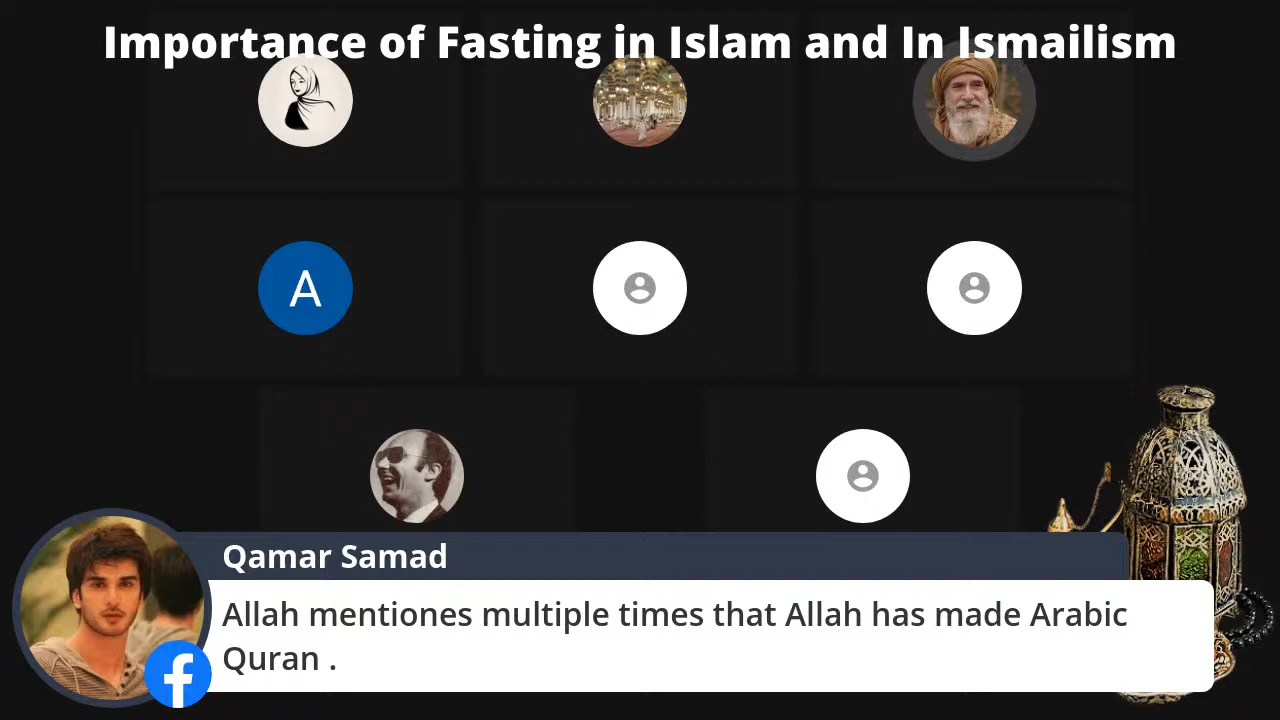 Importance of Fasting in Islam and In Ismailism
A
Qamar Samad
Allah mentiones multiple times that Allah has made Arabic
Quran .